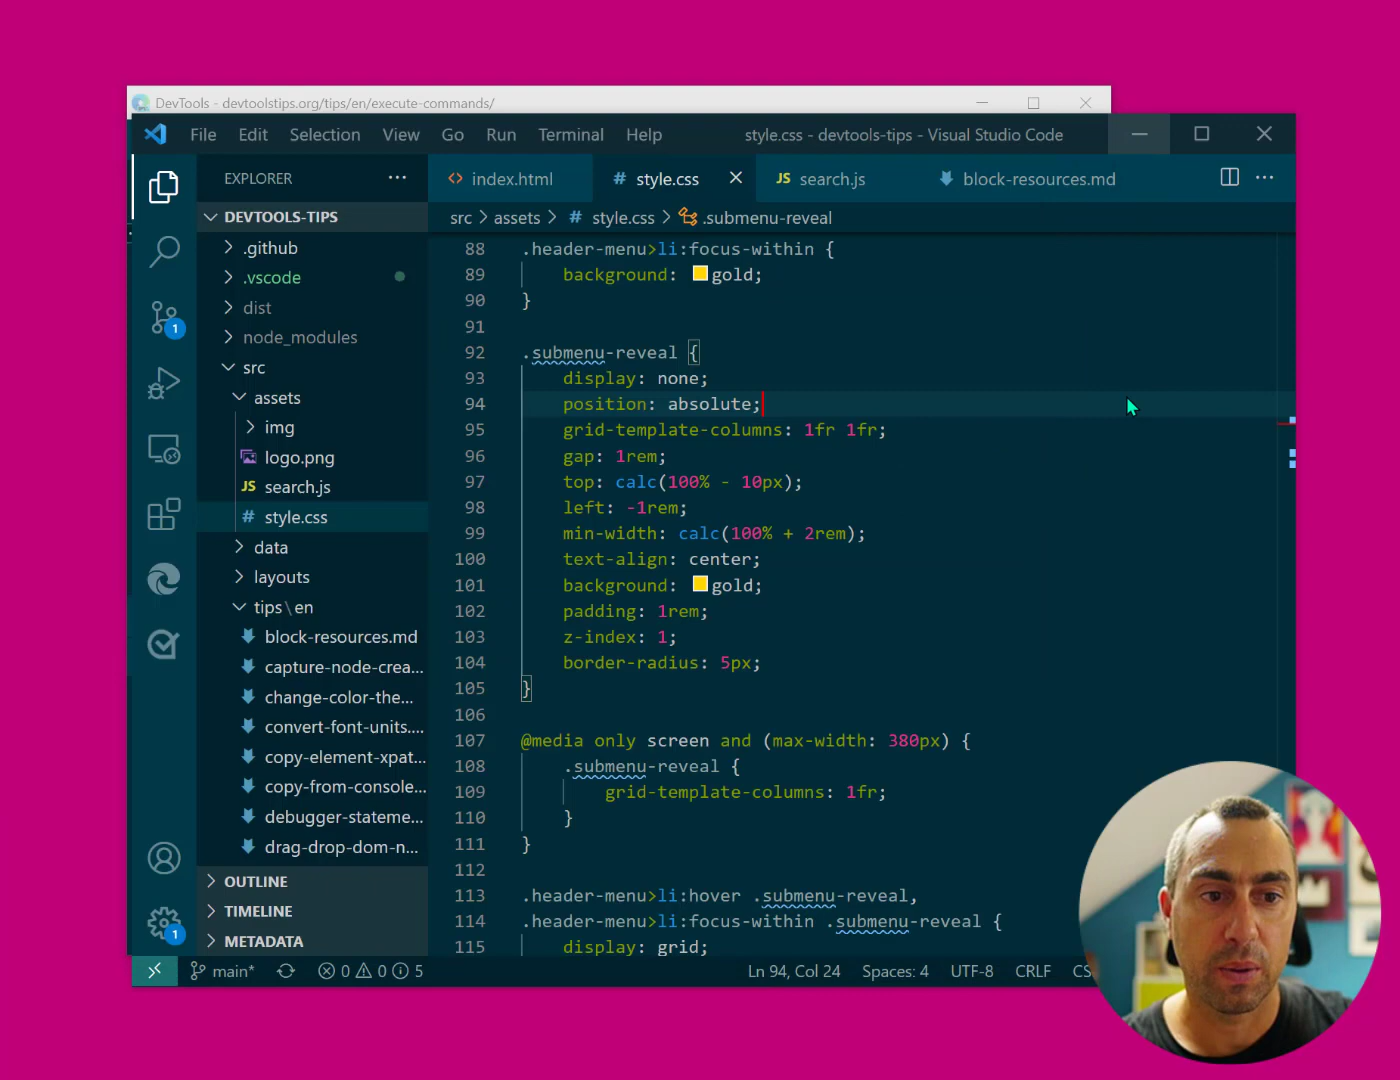 DevTools - devtoolstips.org/tips/en/execute-commands/
File Edit Selection View Go Run Terminal Help style.css - devtools-tips - Visual Studio Code
EXPLORER ··· <> index.html # style.css JS search.js block-resources.md ···
DEVTOOLS-TIPS
src > assets > # style.css > .submenu-reveal
.github
.vscode
dist
node_modules
src
assets
img
logo.png
JS search.js
# style.css
data
layouts
tips\en
block-resources.md
capture-node-crea...
change-color-the...
convert-font-units....
copy-element-xpat...
copy-from-console...
debugger-stateme...
drag-drop-dom-n...
OUTLINE
TIMELINE
METADATA
1
1
88 .header-menu>li:focus-within {
89 background: gold;
90 }
91
92 .submenu-reveal {
93 display: none;
94 position: absolute;
95 grid-template-columns: 1fr 1fr;
96 gap: 1rem;
97 top: calc(100% - 10px);
98 left: -1rem;
99 min-width: calc(100% + 2rem);
100 text-align: center;
101 background: gold;
102 padding: 1rem;
103 z-index: 1;
104 border-radius: 5px;
105 }
106
107 @media only screen and (max-width: 380px) {
108 .submenu-reveal {
109 grid-template-columns: 1fr;
110 }
111 }
112
113 .header-menu>li:hover .submenu-reveal,
114 .header-menu>li:focus-within .submenu-reveal {
115 display: grid;
main* 0 0 5 Ln 94, Col 24 Spaces: 4 UTF-8 CRLF CS